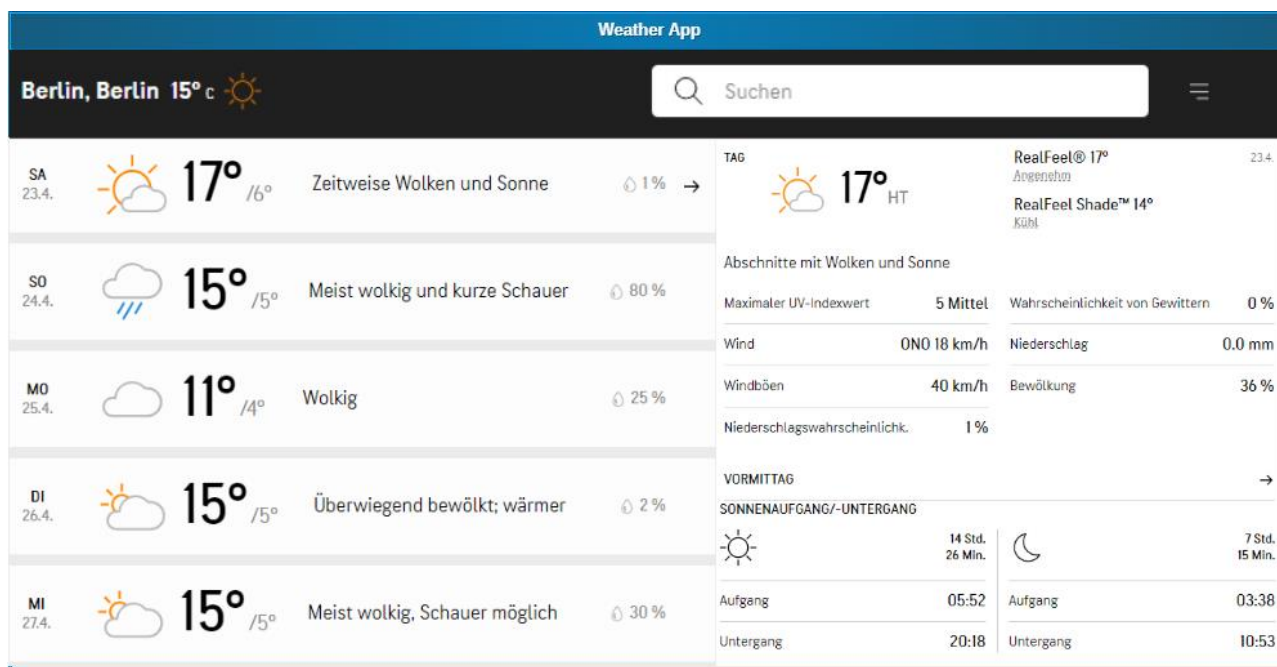 Weather App
Berlin, Berlin 15° c
Suchen
SA
23.4.
17° /6°
Zeitweise Wolken und Sonne
1 %
SO
24.4.
15° /5°
Meist wolkig und kurze Schauer
80 %
MO
25.4.
11° /4°
Wolkig
25 %
DI
26.4.
15° /5°
Überwiegend bewölkt; wärmer
2 %
MI
27.4.
15° /5°
Meist wolkig, Schauer möglich
30 %
TAG
17° HT
RealFeel® 17°
Angenehm
RealFeel Shade™ 14°
Kühl
23.4.
Abschnitte mit Wolken und Sonne
Maximaler UV-Indexwert 5 Mittel
Wind ONO 18 km/h
Windböen 40 km/h
Niederschlagswahrscheinlichk. 1 %
Wahrscheinlichkeit von Gewittern 0 %
Niederschlag 0.0 mm
Bewölkung 36 %
VORMITTAG
SONNENAUFGANG/-UNTERGANG
14 Std.
26 Min.
Aufgang 05:52
Untergang 20:18
7 Std.
15 Min.
Aufgang 03:38
Untergang 10:53